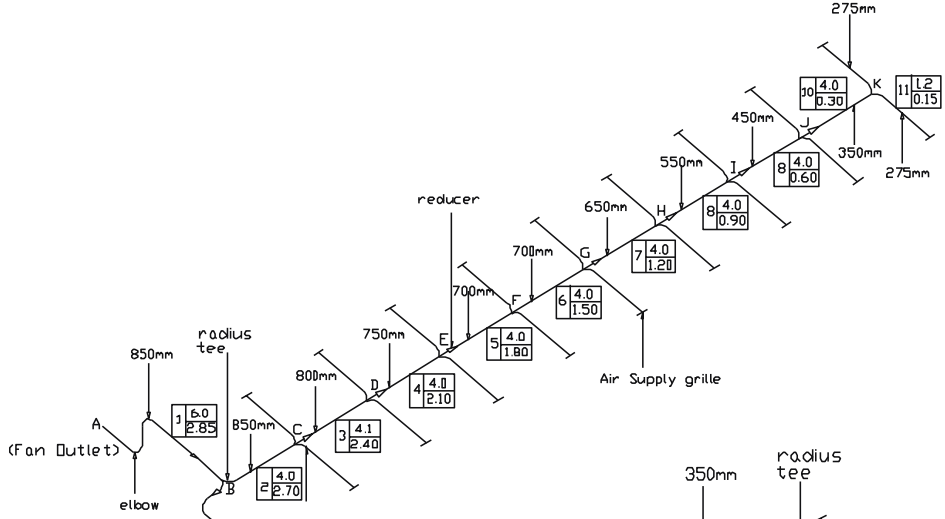 275mm
K
10 4.0
0.30
11 1.2
0.15
J
450mm
350mm
8 4.0
0.60
275mm
I
550mm
8 4.0
0.90
H
reducer
650mm
7 4.0
1.20
G
700mm
6 4.0
1.50
700mm
F
5 4.0
1.80
Air Supply grille
radius
tee
E
750mm
4 4.0
2.10
850mm
800mm
D
3 4.1
2.40
1 6.0
2.85
A
850mm
C
(Fan Outlet)
2 4.0
2.70
B
elbow
350mm
radius
tee